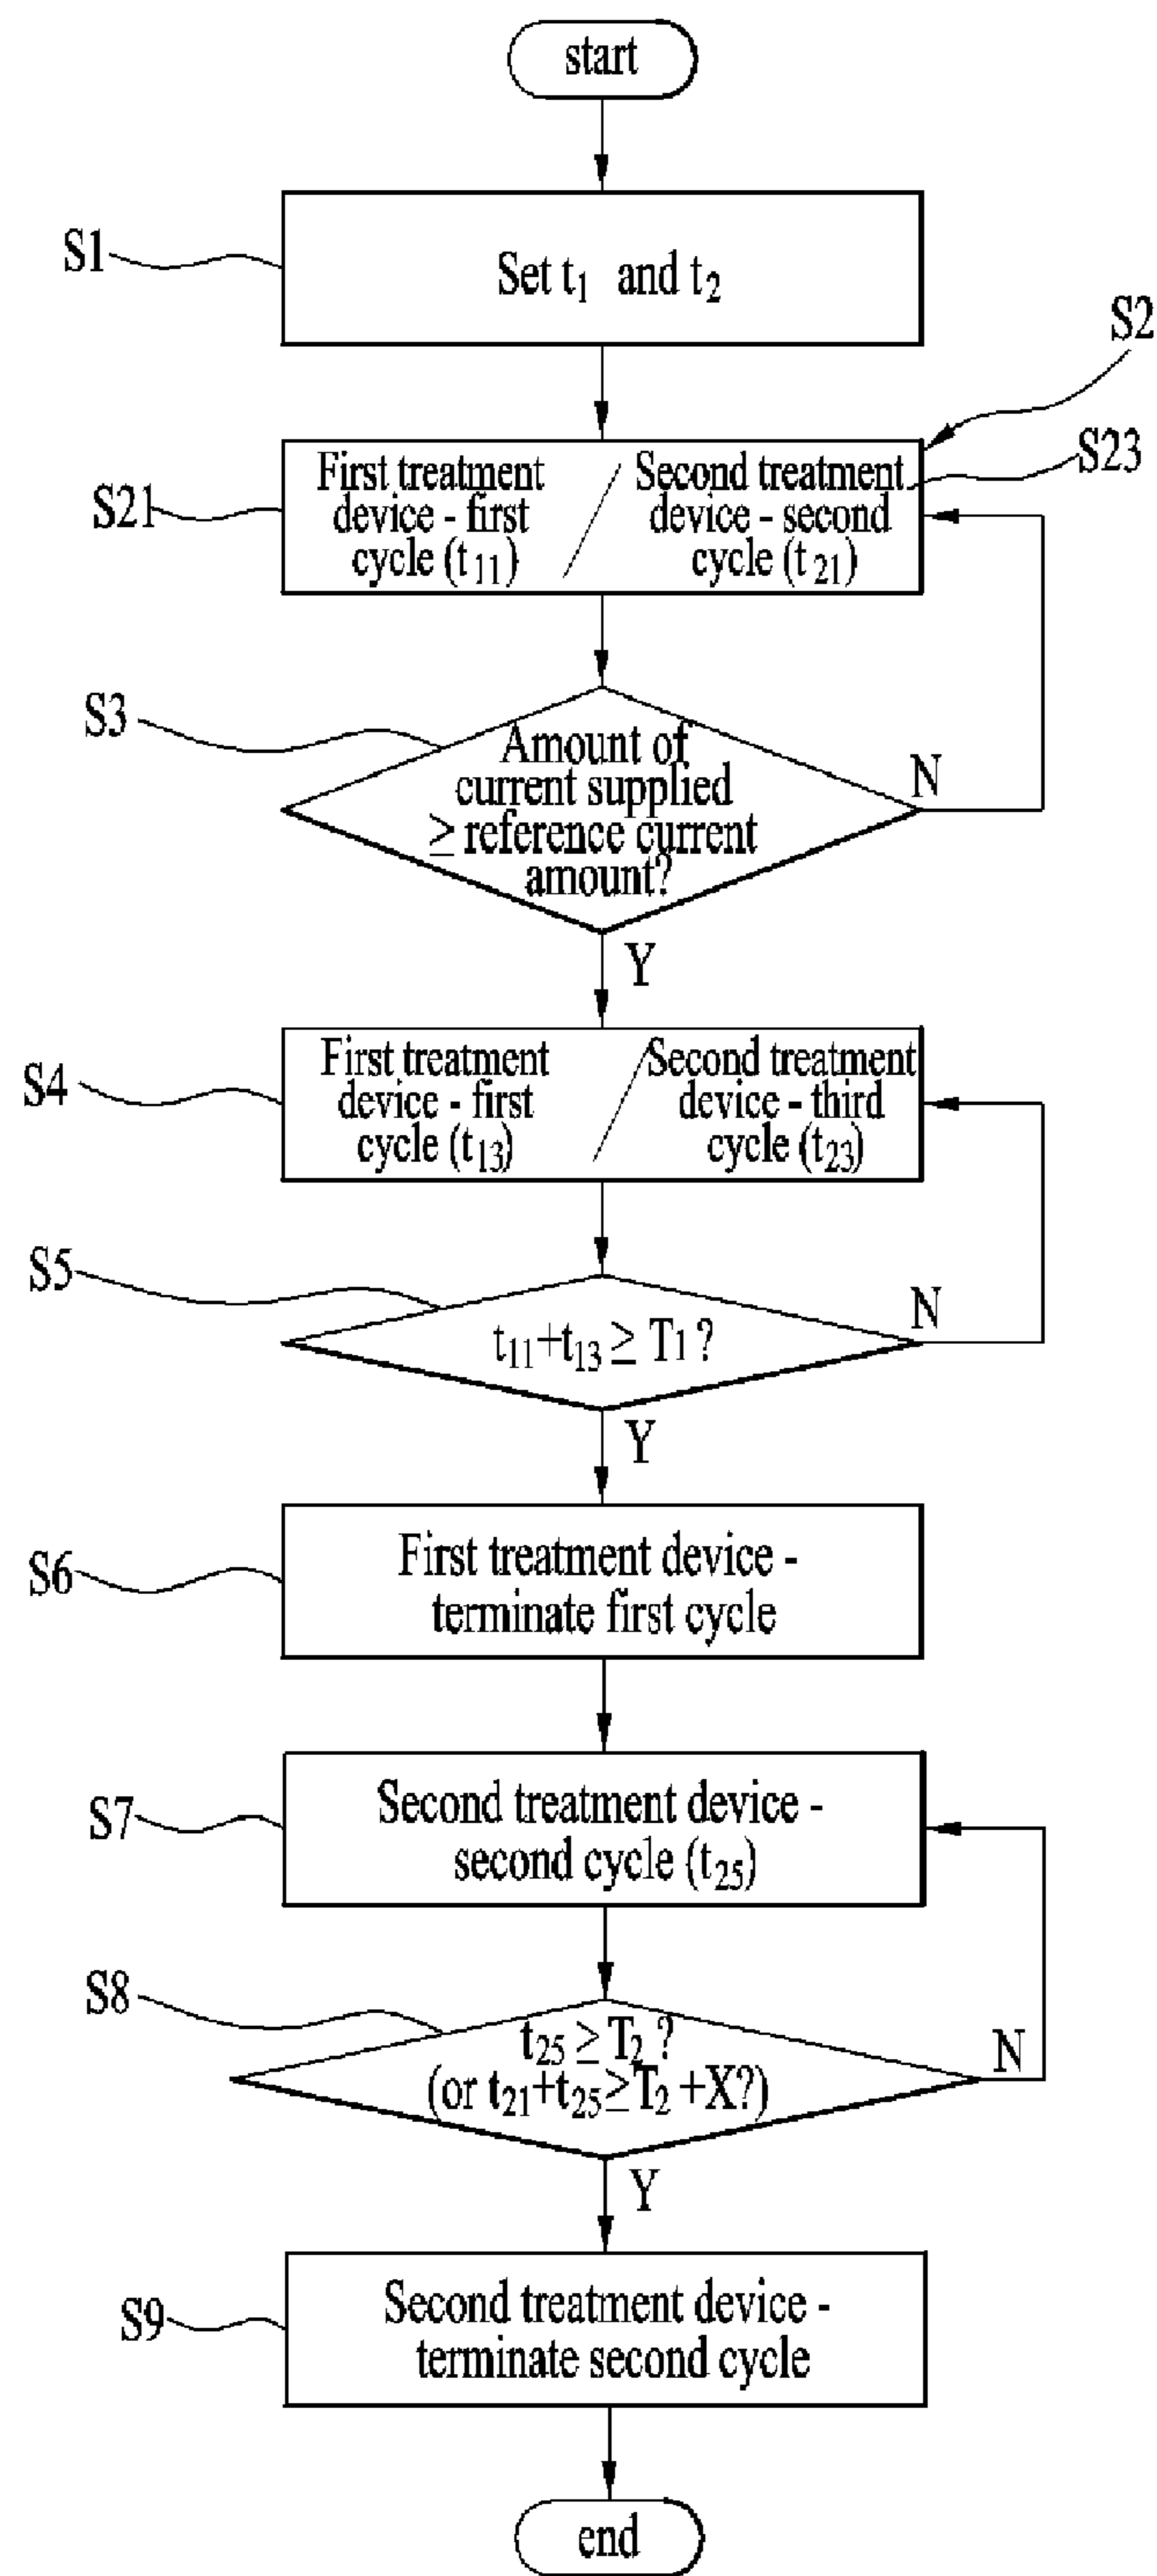 start
S1
Set t₁ and t₂
S2
S21
First treatment
device - first
cycle (t₁₁)
Second treatment
device - second
cycle (t₂₁)
S23
S3
Amount of
current supplied
≥ reference current
amount?
N
Y
S4
First treatment
device - first
cycle (t₁₃)
Second treatment
device - third
cycle (t₂₃)
S5
t₁₁+t₁₃ ≥ T₁ ?
N
Y
S6
First treatment device -
terminate first cycle
S7
Second treatment device -
second cycle (t₂₅)
S8
t₂₅ ≥ T₂ ?
(or t₂₁+t₂₅≥T₂ +X?)
N
Y
S9
Second treatment device -
terminate second cycle
end